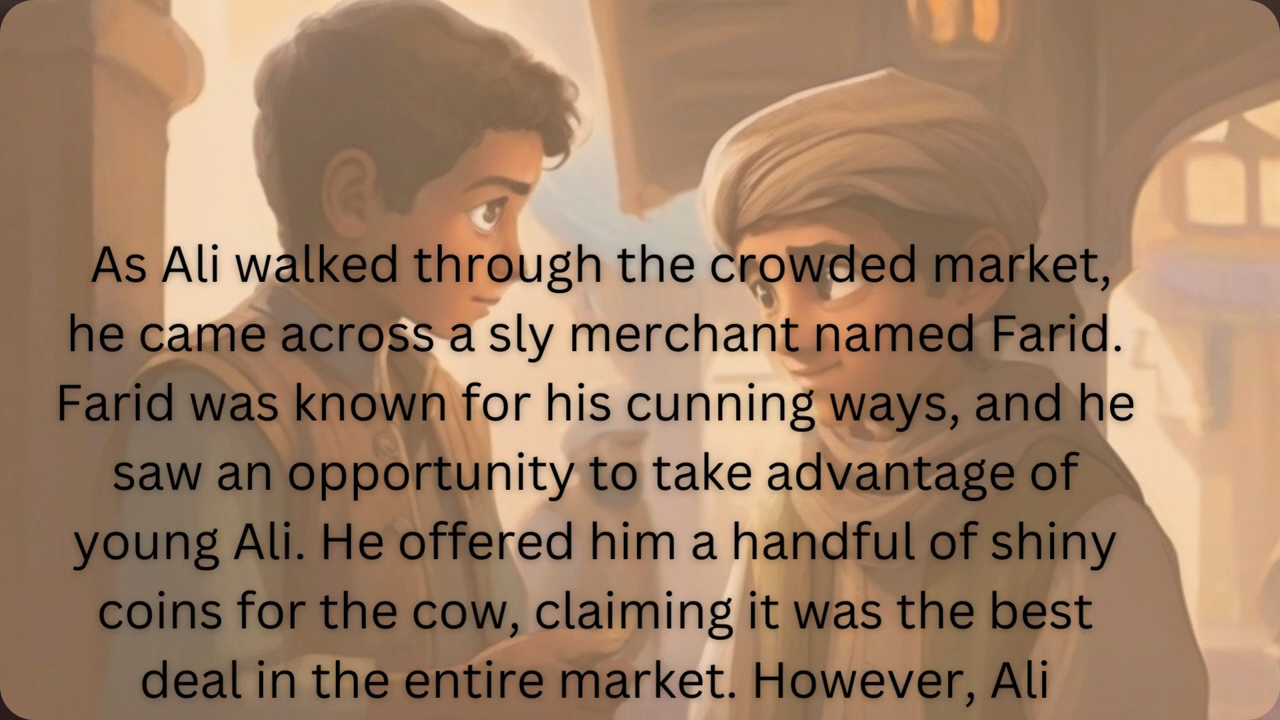 As Ali walked through the crowded market,
he came across a sly merchant named Farid.
Farid was known for his cunning ways, and he
saw an opportunity to take advantage of
young Ali. He offered him a handful of shiny
coins for the cow, claiming it was the best
deal in the entire market. However, Ali